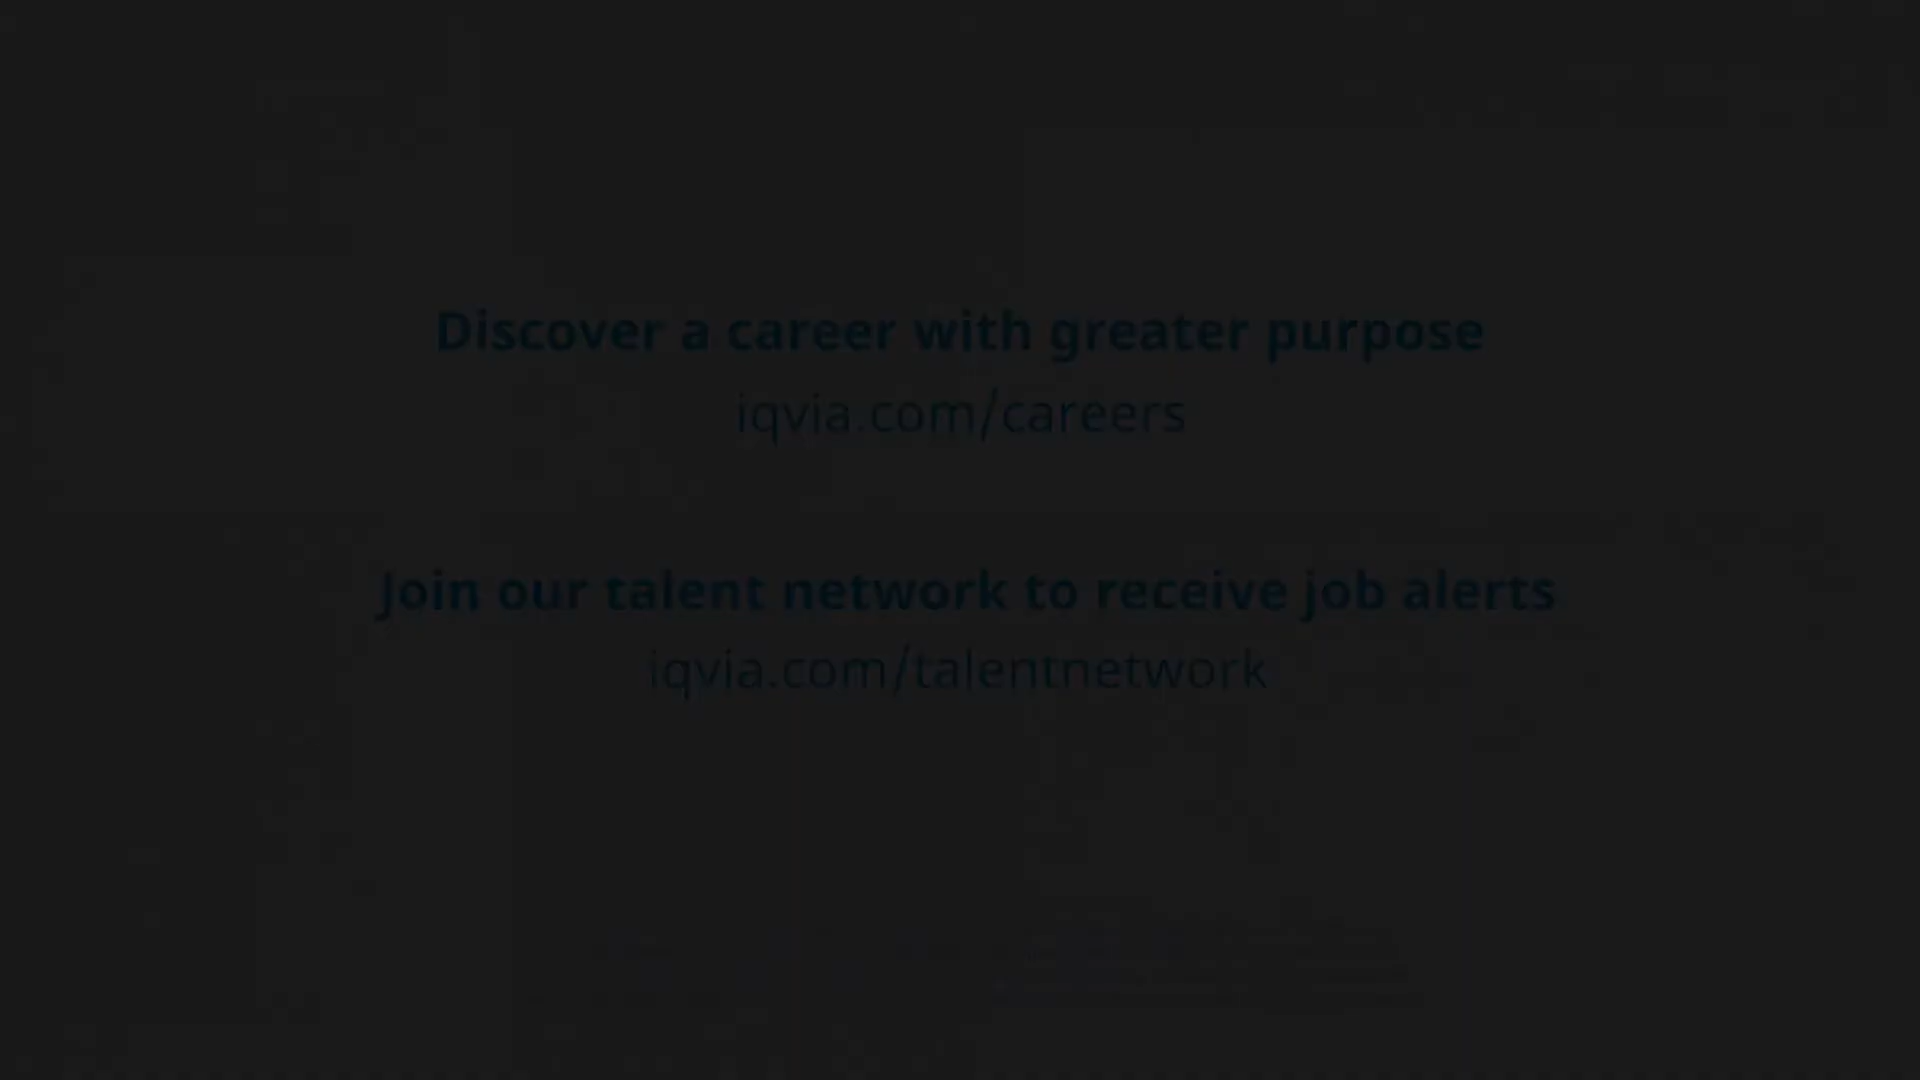 Discover a career with greater purpose
iqvia.com/careers
Join our talent network to receive job alerts
iqvia.com/talentnetwork